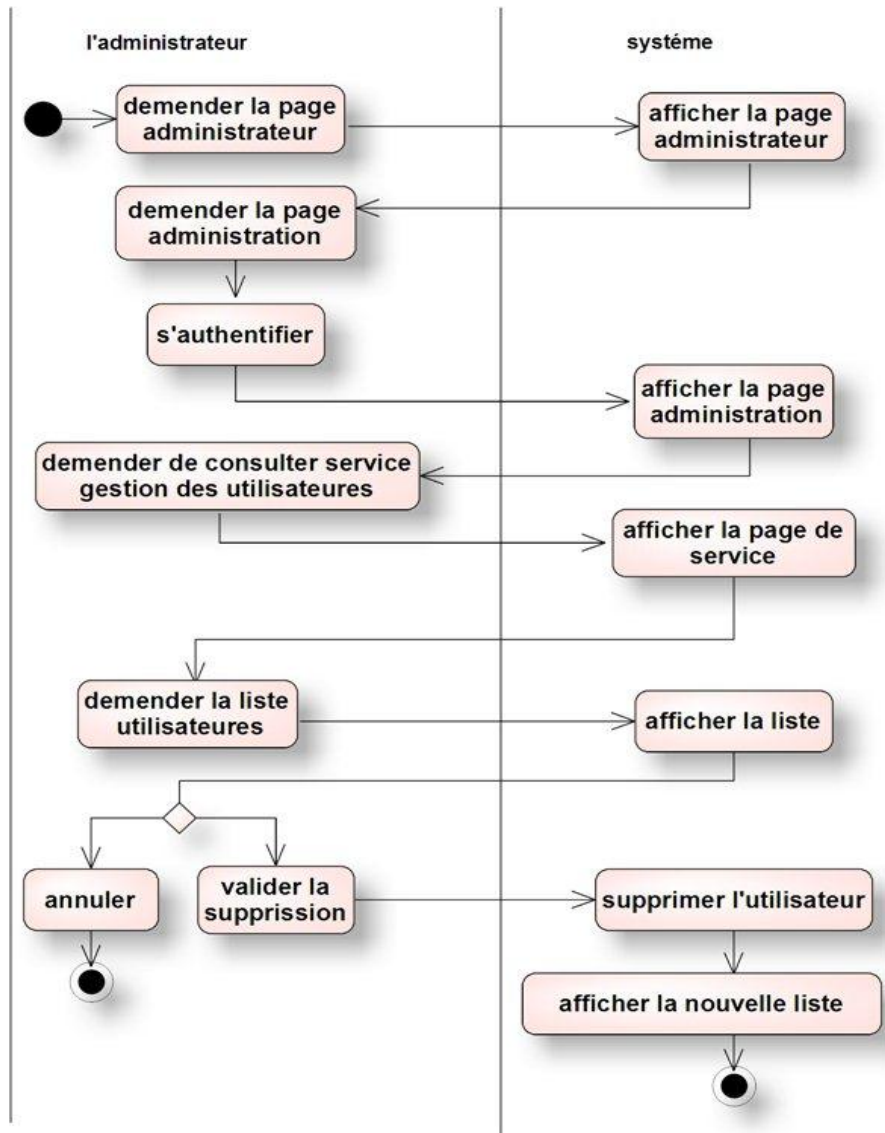 l'administrateur
systéme
demender la page
administrateur
afficher la page
administrateur
demender la page
administration
s'authentifier
afficher la page
administration
demender de consulter service
gestion des utilisateures
afficher la page de
service
demender la liste
utilisateures
afficher la liste
annuler
valider la
supprission
supprimer l'utilisateur
afficher la nouvelle liste